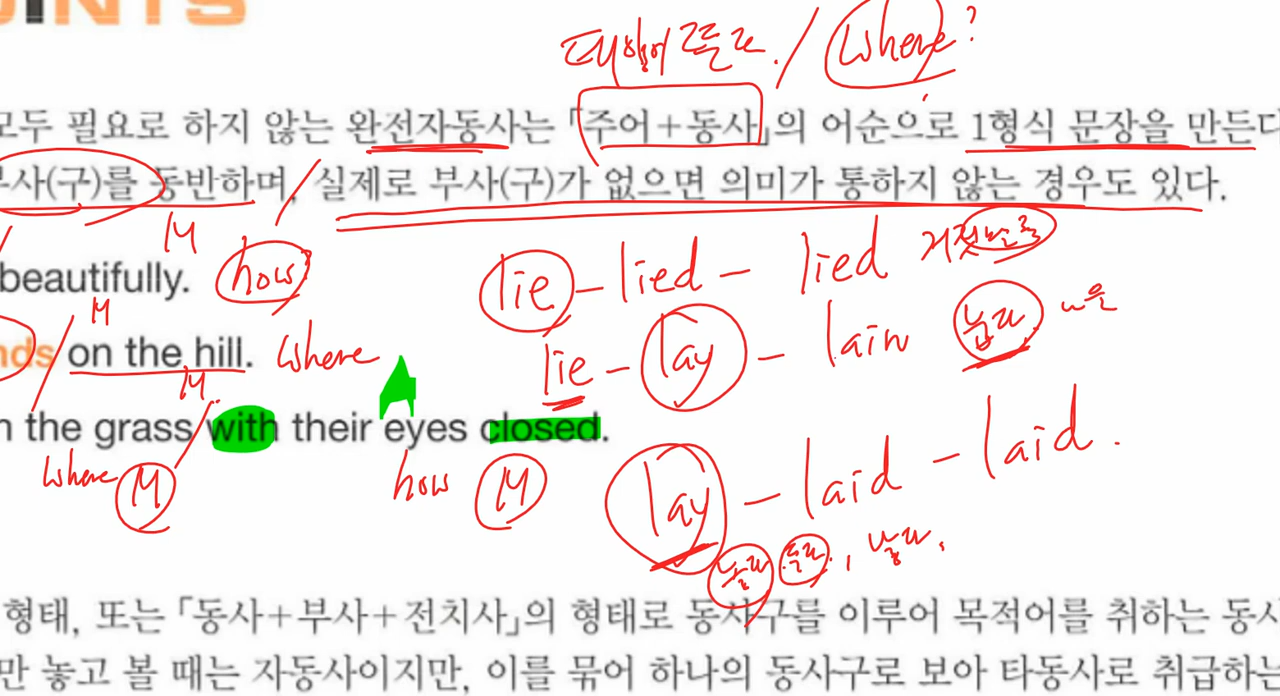 INTS
태어를요. / where?
모두 필요로 하지 않는 완전자동사는 「주어+동사」의 어순으로 1형식 문장을 만든다
부사(구)를 동반하며, 실제로 부사(구)가 없으면 의미가 통하지 않는 경우도 있다.
M
beautifully. how lie - lied - lied 거짓말
M
nds on the hill. where lie - lay - lain 눕다
M
n the grass with their eyes closed.
where M how M lay - laid - laid.
놓다 두다, 낳다,
형태, 또는 「동사+부사+전치사」의 형태로 동사구를 이루어 목적어를 취하는 동사
만 놓고 볼 때는 자동사이지만, 이를 묶어 하나의 동사구로 보아 타동사로 취급하는